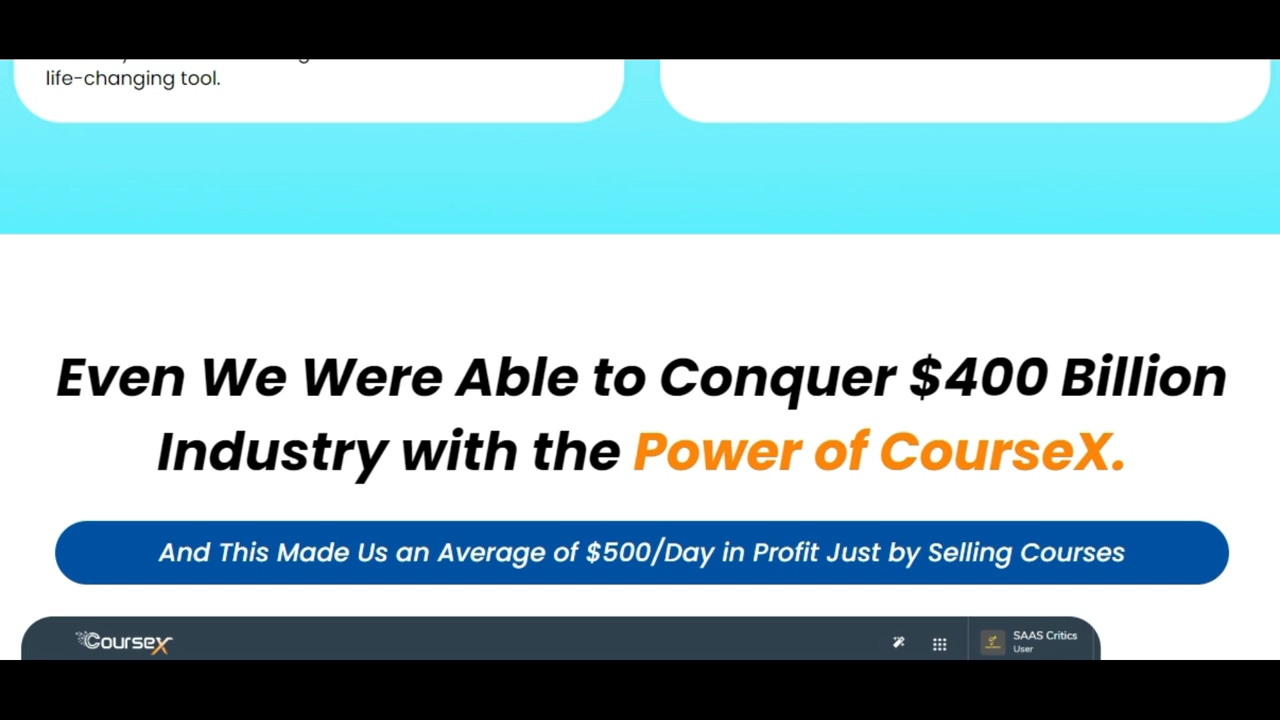 life-changing tool.
Even We Were Able to Conquer $400 Billion
Industry with the Power of CourseX.
And This Made Us an Average of $500/Day in Profit Just by Selling Courses
CourseX
SAAS Critics
User